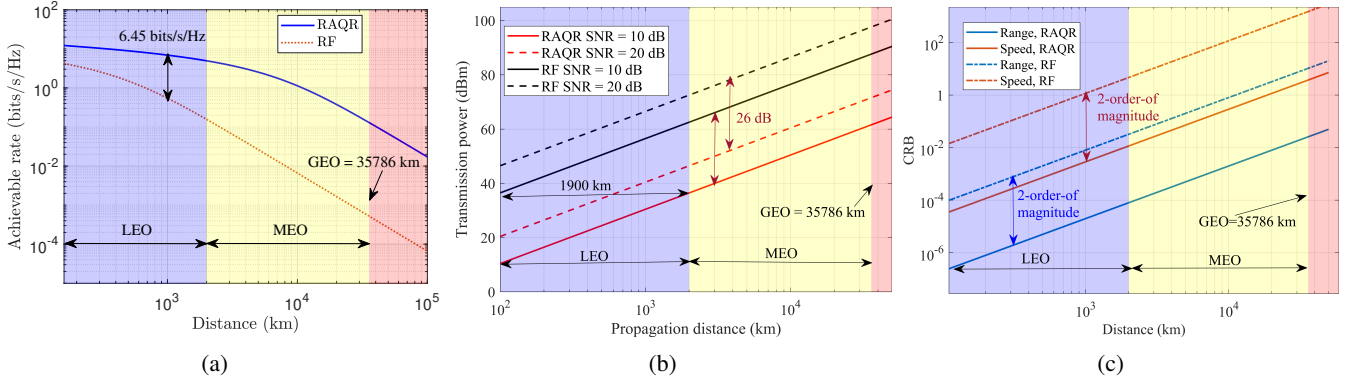 (a)
Achievable rate (bits/s/Hz)
10^2
10^0
10^-2
10^-4
6.45 bits/s/Hz
RAQR
RF
GEO = 35786 km
LEO
MEO
10^3
10^4
10^5
Distance (km)
(a)
Transmission power (dBm)
100
80
60
40
20
0
RAQR SNR = 10 dB
RAQR SNR = 20 dB
RF SNR = 10 dB
RF SNR = 20 dB
26 dB
1900 km
GEO = 35786 km
LEO
MEO
10^2
10^3
10^4
Propagation distance (km)
(b)
(c)
CRB
10^2
1
10^-2
10^-4
10^-6
Range, RAQR
Speed, RAQR
Range, RF
Speed, RF
2-order-of
magnitude
2-order-of
magnitude
GEO=35786 km
LEO
MEO
10^3
10^4
Distance (km)
(c)